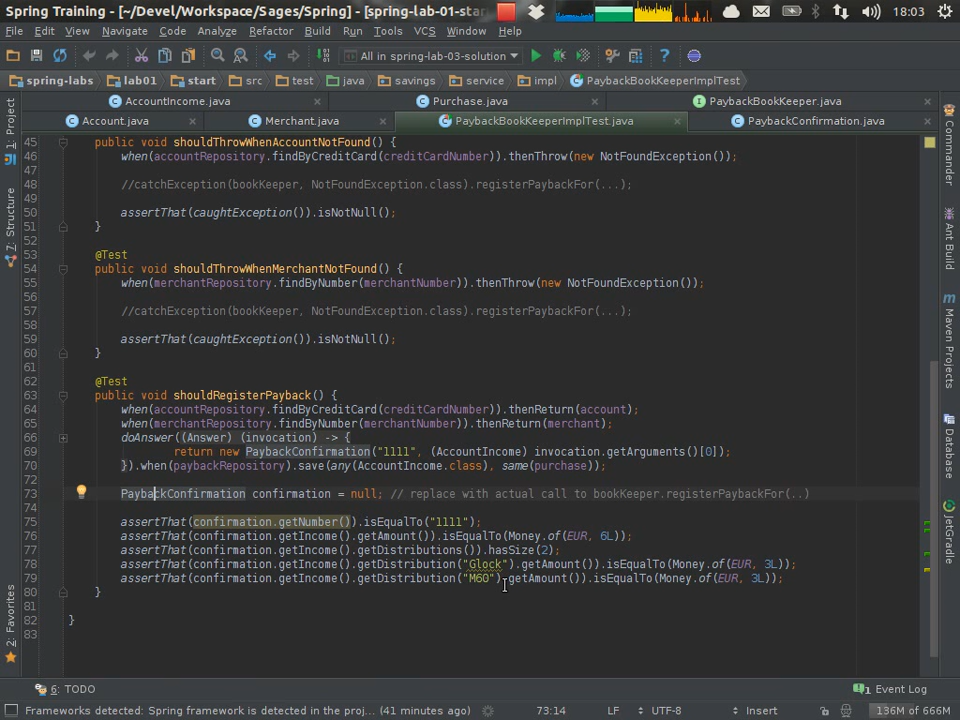 Spring Training - [~/Devel/Workspace/Sages/Spring] - [spring-lab-01-sta
18:03
File Edit View Navigate Code Analyze Refactor Build Run Tools VCS Window Help
All in spring-lab-03-solution
spring-labs lab01 start src test java savings service impl PaybackBookKeeperImplTest
AccountIncome.java Purchase.java PaybackBookKeeper.java
Account.java Merchant.java PaybackBookKeeperImplTest.java PaybackConfirmation.java
1: Project
7: Structure
2: Favorites
45 public void shouldThrowWhenAccountNotFound() {
46 when(accountRepository.findByCreditCard(creditCardNumber)).thenThrow(new NotFoundException());
47
48 //catchException(bookKeeper, NotFoundException.class).registerPaybackFor(...);
49
50 assertThat(caughtException()).isNotNull();
51 }
52
53 @Test
54 public void shouldThrowWhenMerchantNotFound() {
55 when(merchantRepository.findByNumber(merchantNumber)).thenThrow(new NotFoundException());
56
57 //catchException(bookKeeper, NotFoundException.class).registerPaybackFor(...);
58
59 assertThat(caughtException()).isNotNull();
60 }
61
62 @Test
63 public void shouldRegisterPayback() {
64 when(accountRepository.findByCreditCard(creditCardNumber)).thenReturn(account);
65 when(merchantRepository.findByNumber(merchantNumber)).thenReturn(merchant);
66 doAnswer((Answer) (invocation) -> {
69 return new PaybackConfirmation("1111", (AccountIncome) invocation.getArguments()[0]);
70 }).when(paybackRepository).save(any(AccountIncome.class), same(purchase));
72
73 PaybackConfirmation confirmation = null; // replace with actual call to bookKeeper.registerPaybackFor(..)
74
75 assertThat(confirmation.getNumber()).isEqualTo("1111");
76 assertThat(confirmation.getIncome().getAmount()).isEqualTo(Money.of(EUR, 6L));
77 assertThat(confirmation.getIncome().getDistributions()).hasSize(2);
78 assertThat(confirmation.getIncome().getDistribution("Glock").getAmount()).isEqualTo(Money.of(EUR, 3L));
79 assertThat(confirmation.getIncome().getDistribution("M60").getAmount()).isEqualTo(Money.of(EUR, 3L));
80 }
81
82 }
83
Commander
Ant Build
Maven Projects
Database
JetGradle
6: TODO
1 Event Log
Frameworks detected: Spring framework is detected in the proj... (41 minutes ago)
73:14 LF UTF-8 Insert 136M of 666M